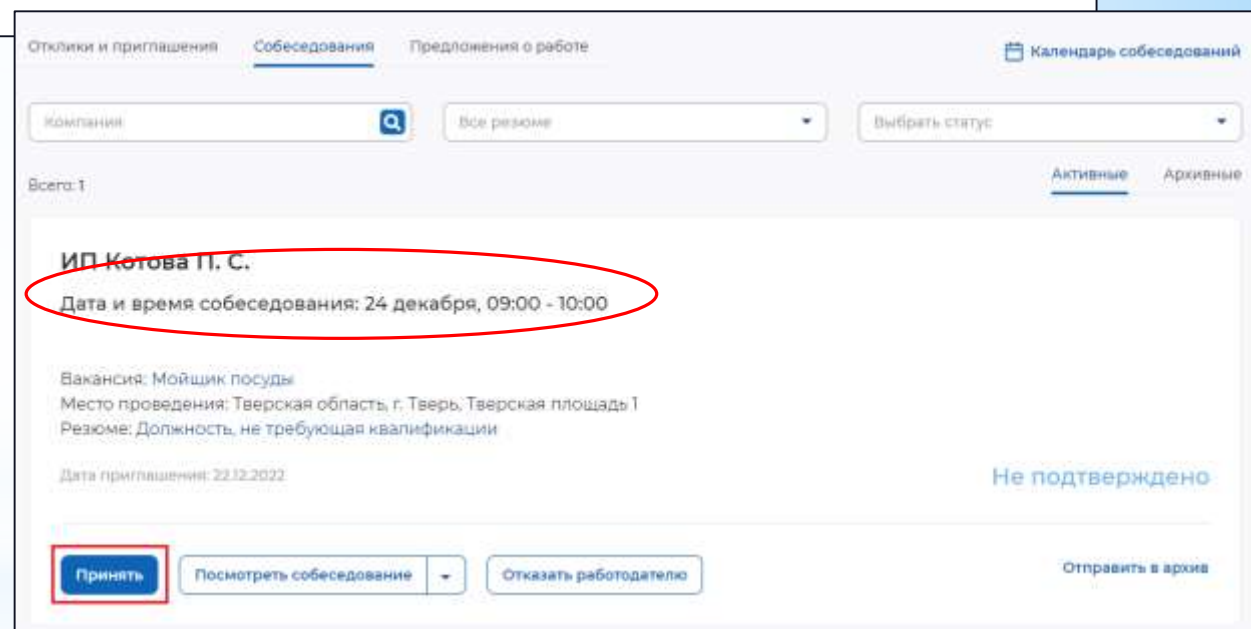 Отклики и приглашения Собеседования Предложения о работе Календарь собеседований
Компания Все резюме Выбрать статус
Всего: 1 Активные Архивные
ИП Котова П. С.
Дата и время собеседования: 24 декабря, 09:00 - 10:00
Вакансия: Мойщик посуды
Место проведения: Тверская область, г. Тверь, Тверская площадь 1
Резюме: Должность, не требующая квалификации
Дата приглашения: 22.12.2022 Не подтверждено
Принять Посмотреть собеседование Отказать работодателю Отправить в архив